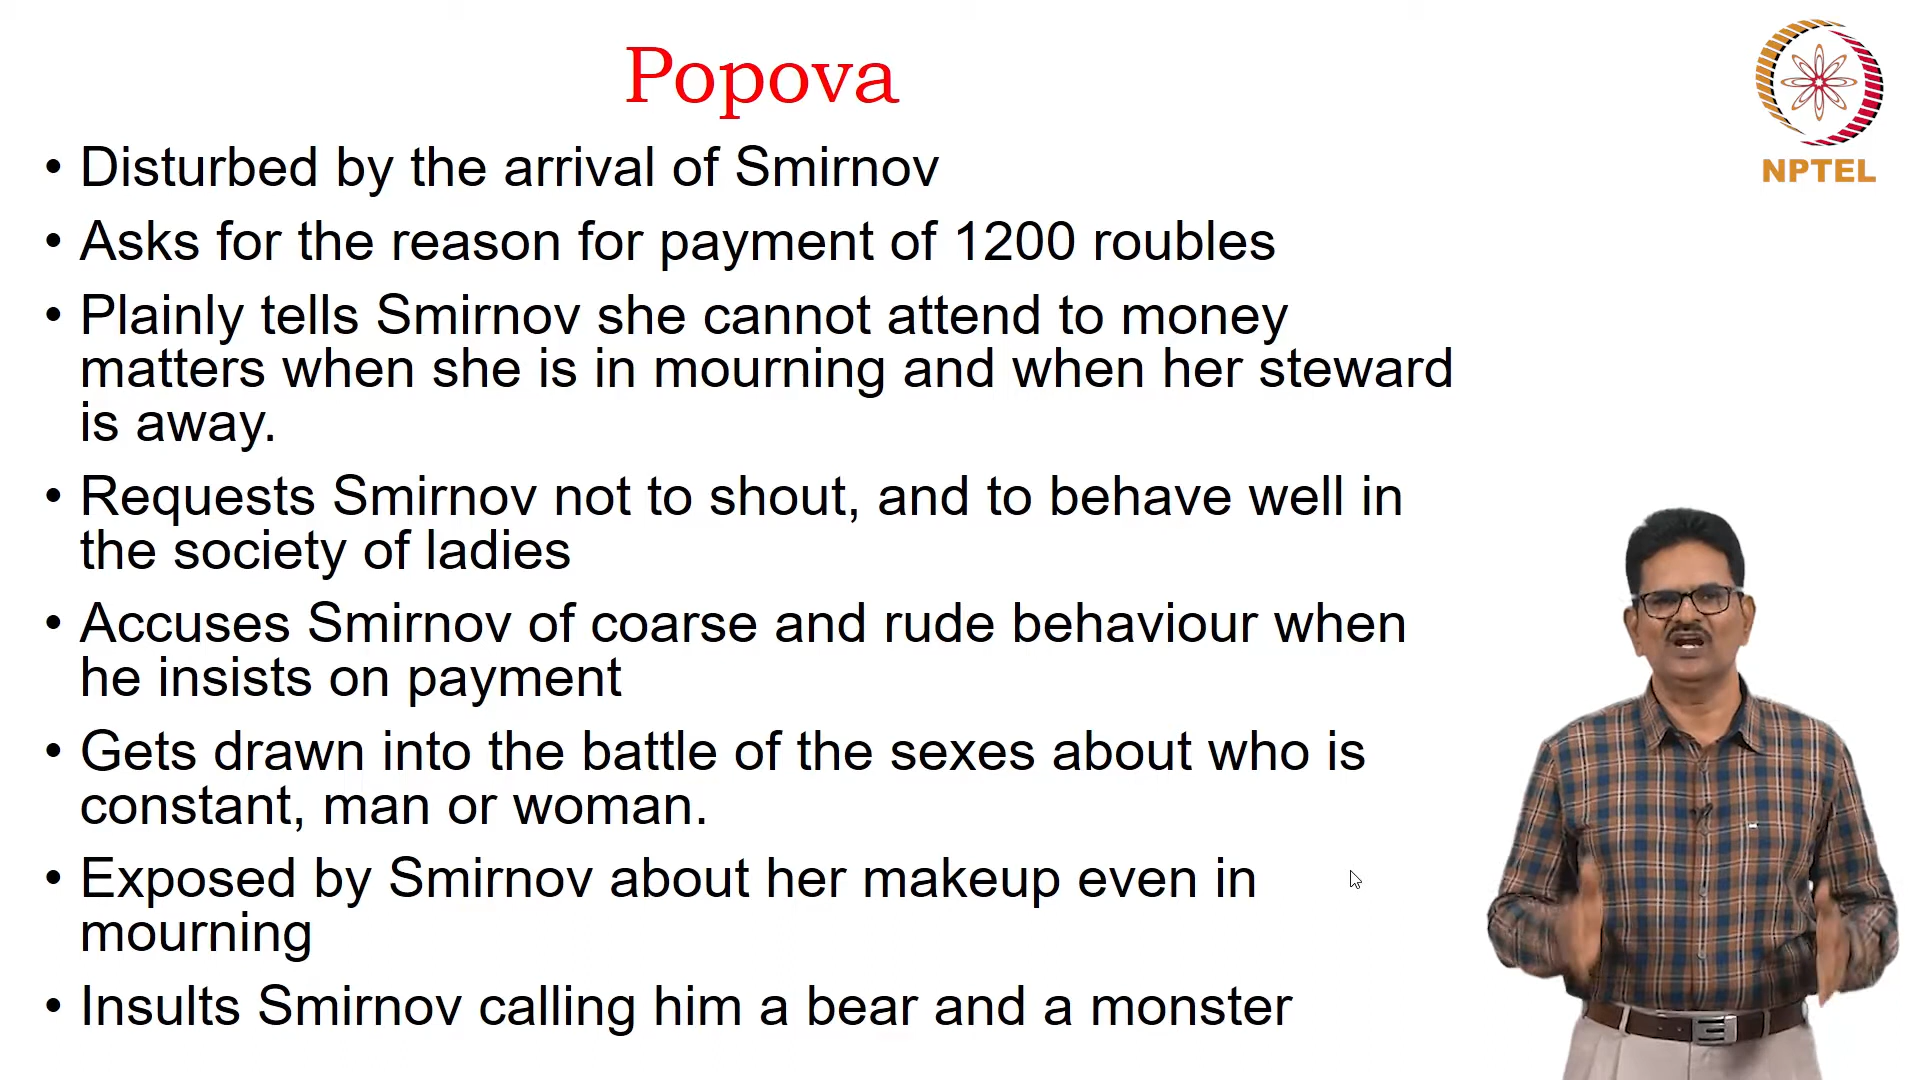 Popova
NPTEL
• Disturbed by the arrival of Smirnov
• Asks for the reason for payment of 1200 roubles
• Plainly tells Smirnov she cannot attend to money
matters when she is in mourning and when her steward
is away.
• Requests Smirnov not to shout, and to behave well in
the society of ladies
• Accuses Smirnov of coarse and rude behaviour when
he insists on payment
• Gets drawn into the battle of the sexes about who is
constant, man or woman.
• Exposed by Smirnov about her makeup even in
mourning
• Insults Smirnov calling him a bear and a monster